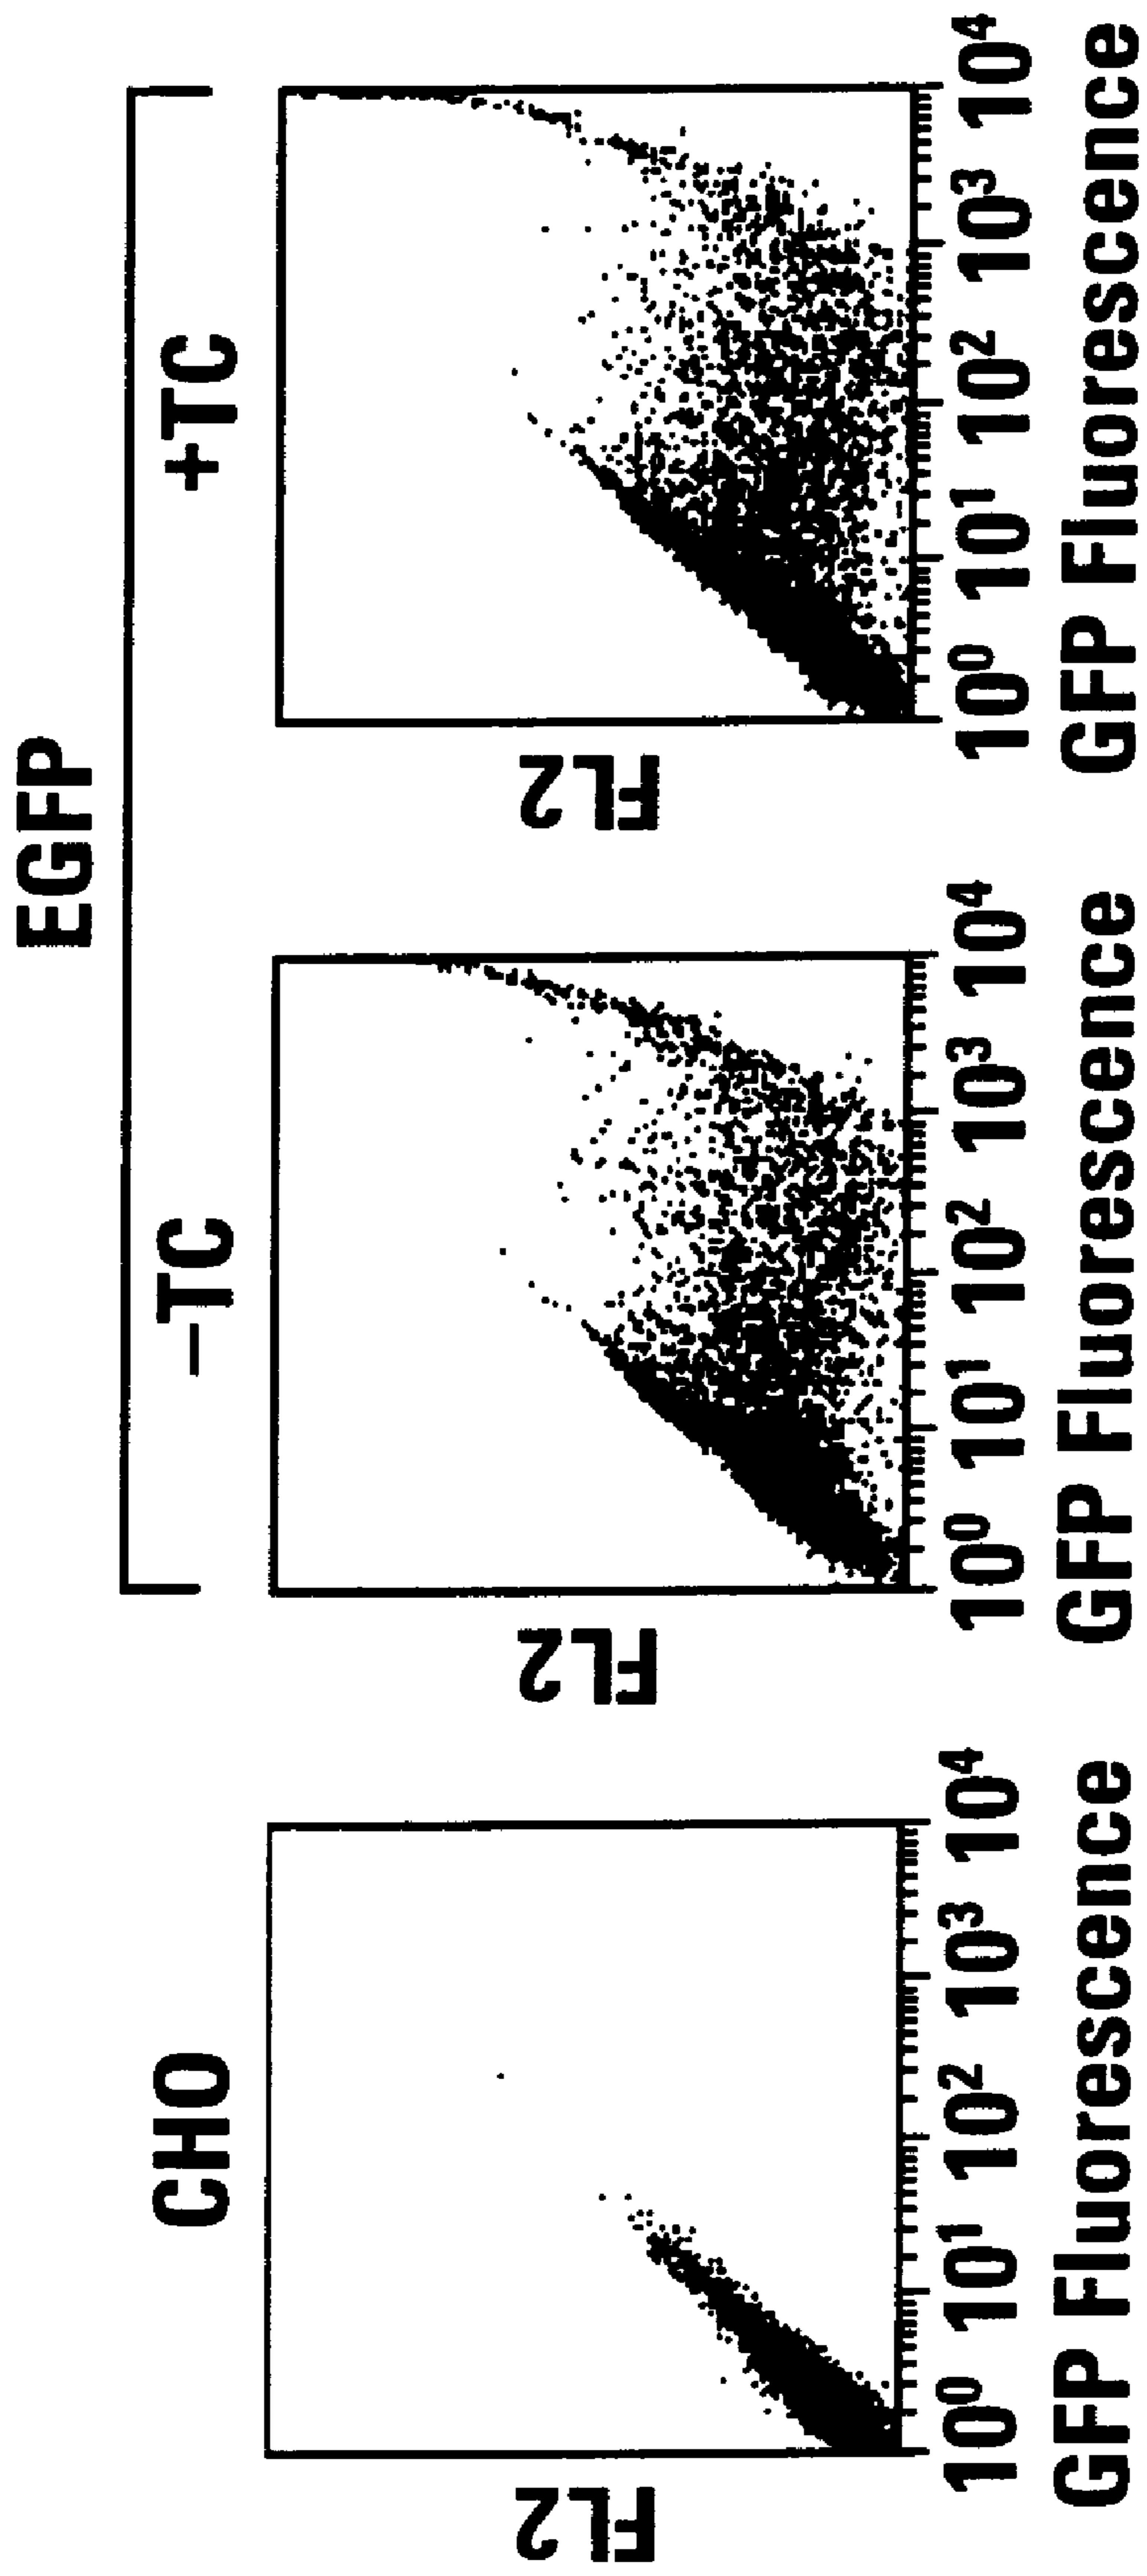 EGFP
CHO
–TC
+TC
FL2
FL2
FL2
10⁰ 10¹ 10² 10³ 10⁴
10⁰ 10¹ 10² 10³ 10⁴
10⁰ 10¹ 10² 10³ 10⁴
GFP Fluorescence
GFP Fluorescence
GFP Fluorescence